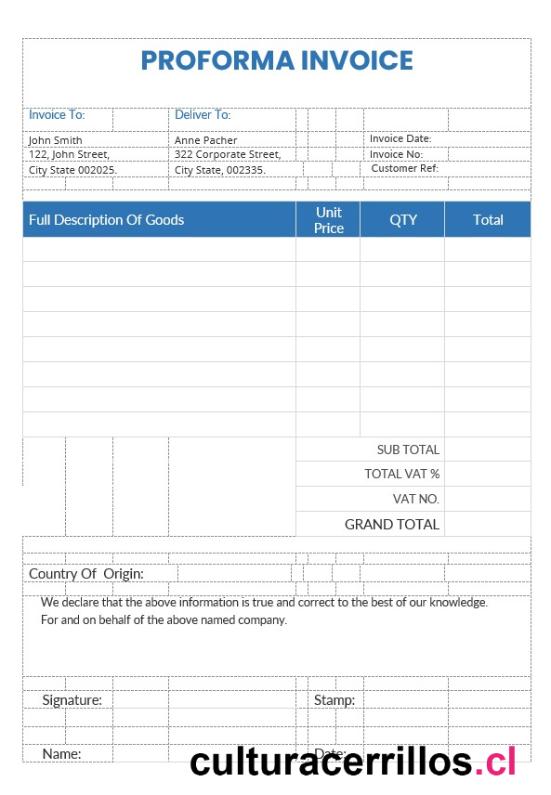 PROFORMA INVOICE
Invoice To: Deliver To:
John Smith Anne Pacher Invoice Date:
122, John Street, 322 Corporate Street, Invoice No:
City State 002025. City State, 002335. Customer Ref:
Full Description Of Goods Unit Price QTY Total
SUB TOTAL
TOTAL VAT %
VAT NO.
GRAND TOTAL
Country Of Origin:
We declare that the above information is true and correct to the best of our knowledge.
For and on behalf of the above named company.
Signature: Stamp:
Name: Date:
culturacerrillos.cl